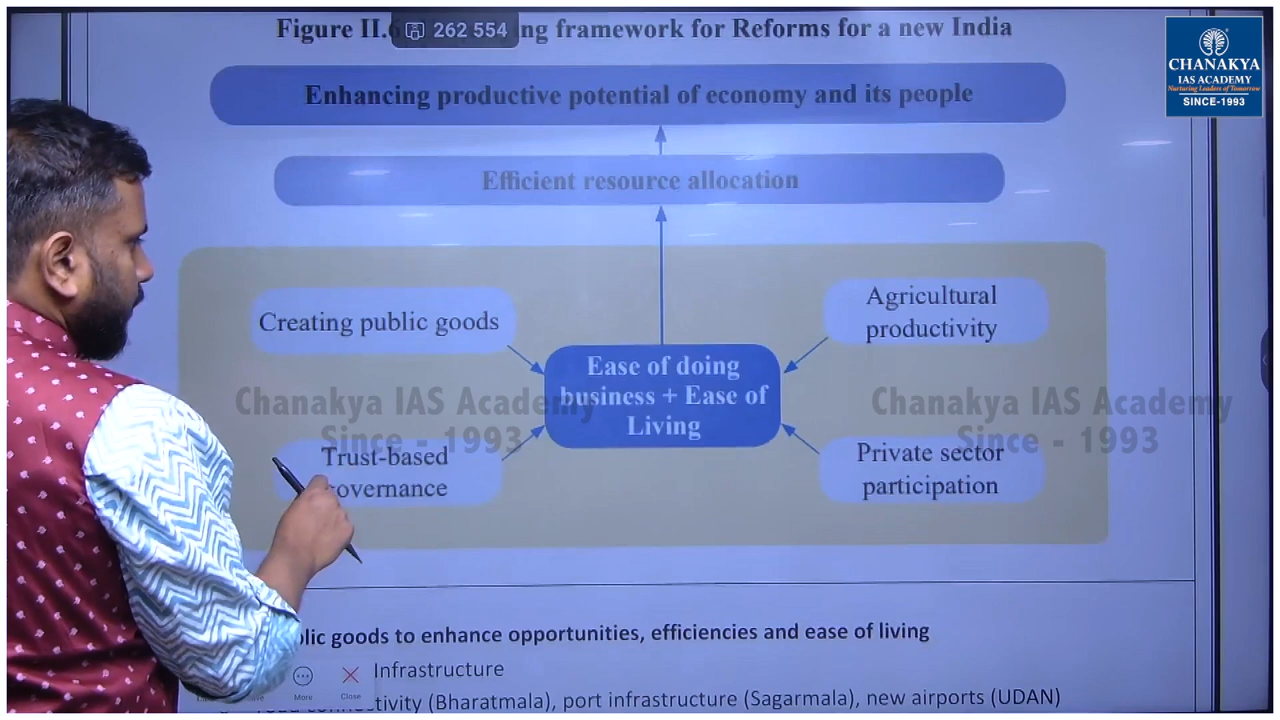 Figure II. 262 554 ng framework for Reforms for a new India
CHANAKYA
IAS ACADEMY
Nurturing Leaders of Tomorrow
SINCE-1993
Enhancing productive potential of economy and its people
Efficient resource allocation
Creating public goods
Agricultural
productivity
Ease of doing
business + Ease of
Living
Chanakya IAS Academy
Since - 1993
Chanakya IAS Academy
Since - 1993
Trust-based
overnance
Private sector
participation
lic goods to enhance opportunities, efficiencies and ease of living
Infrastructure
More
Close
tivity (Bharatmala), port infrastructure (Sagarmala), new airports (UDAN)